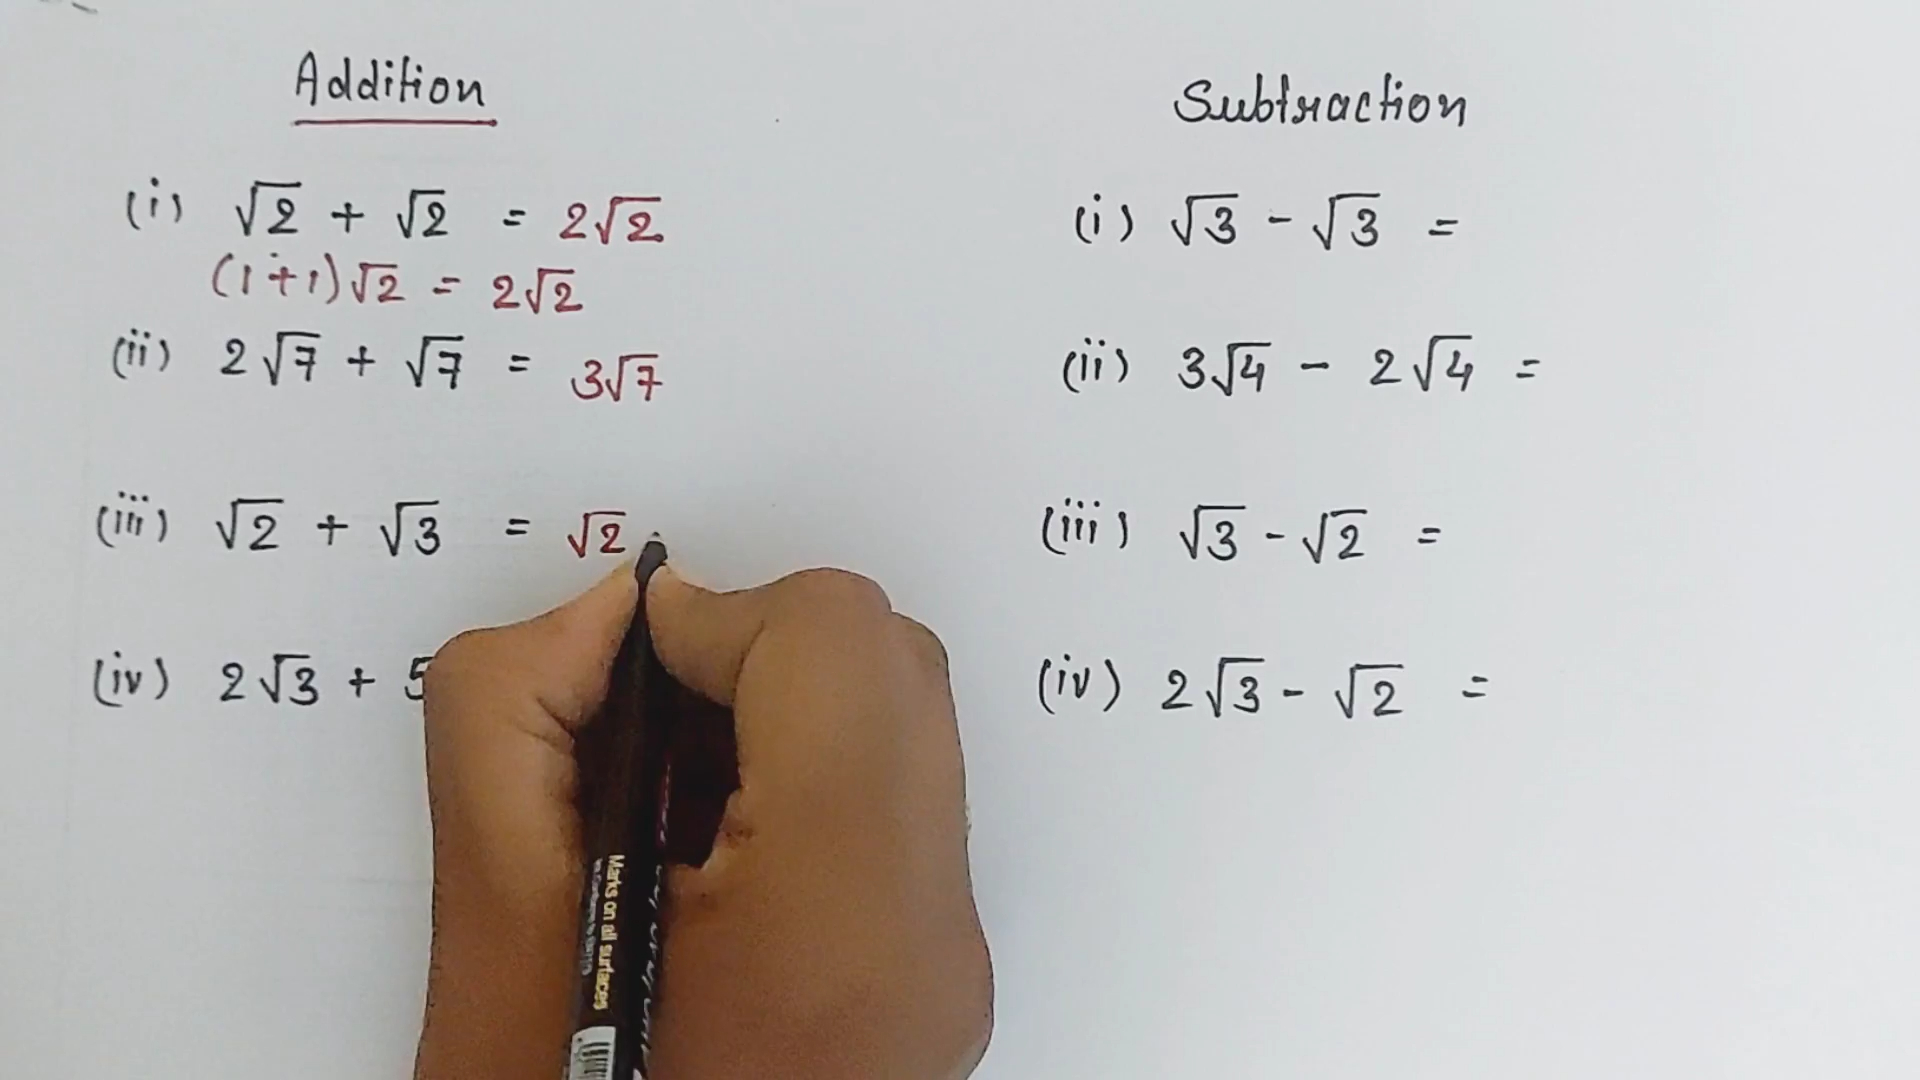 Addition
(i) √2 + √2 = 2√2
(1+1)√2 = 2√2
(ii) 2√7 + √7 = 3√7
(iii) √2 + √3 = √2
(iv) 2√3 + 5
Subtraction
(i) √3 - √3 =
(ii) 3√4 - 2√4 =
(iii) √3 - √2 =
(iv) 2√3 - √2 =
Marks on all surfaces